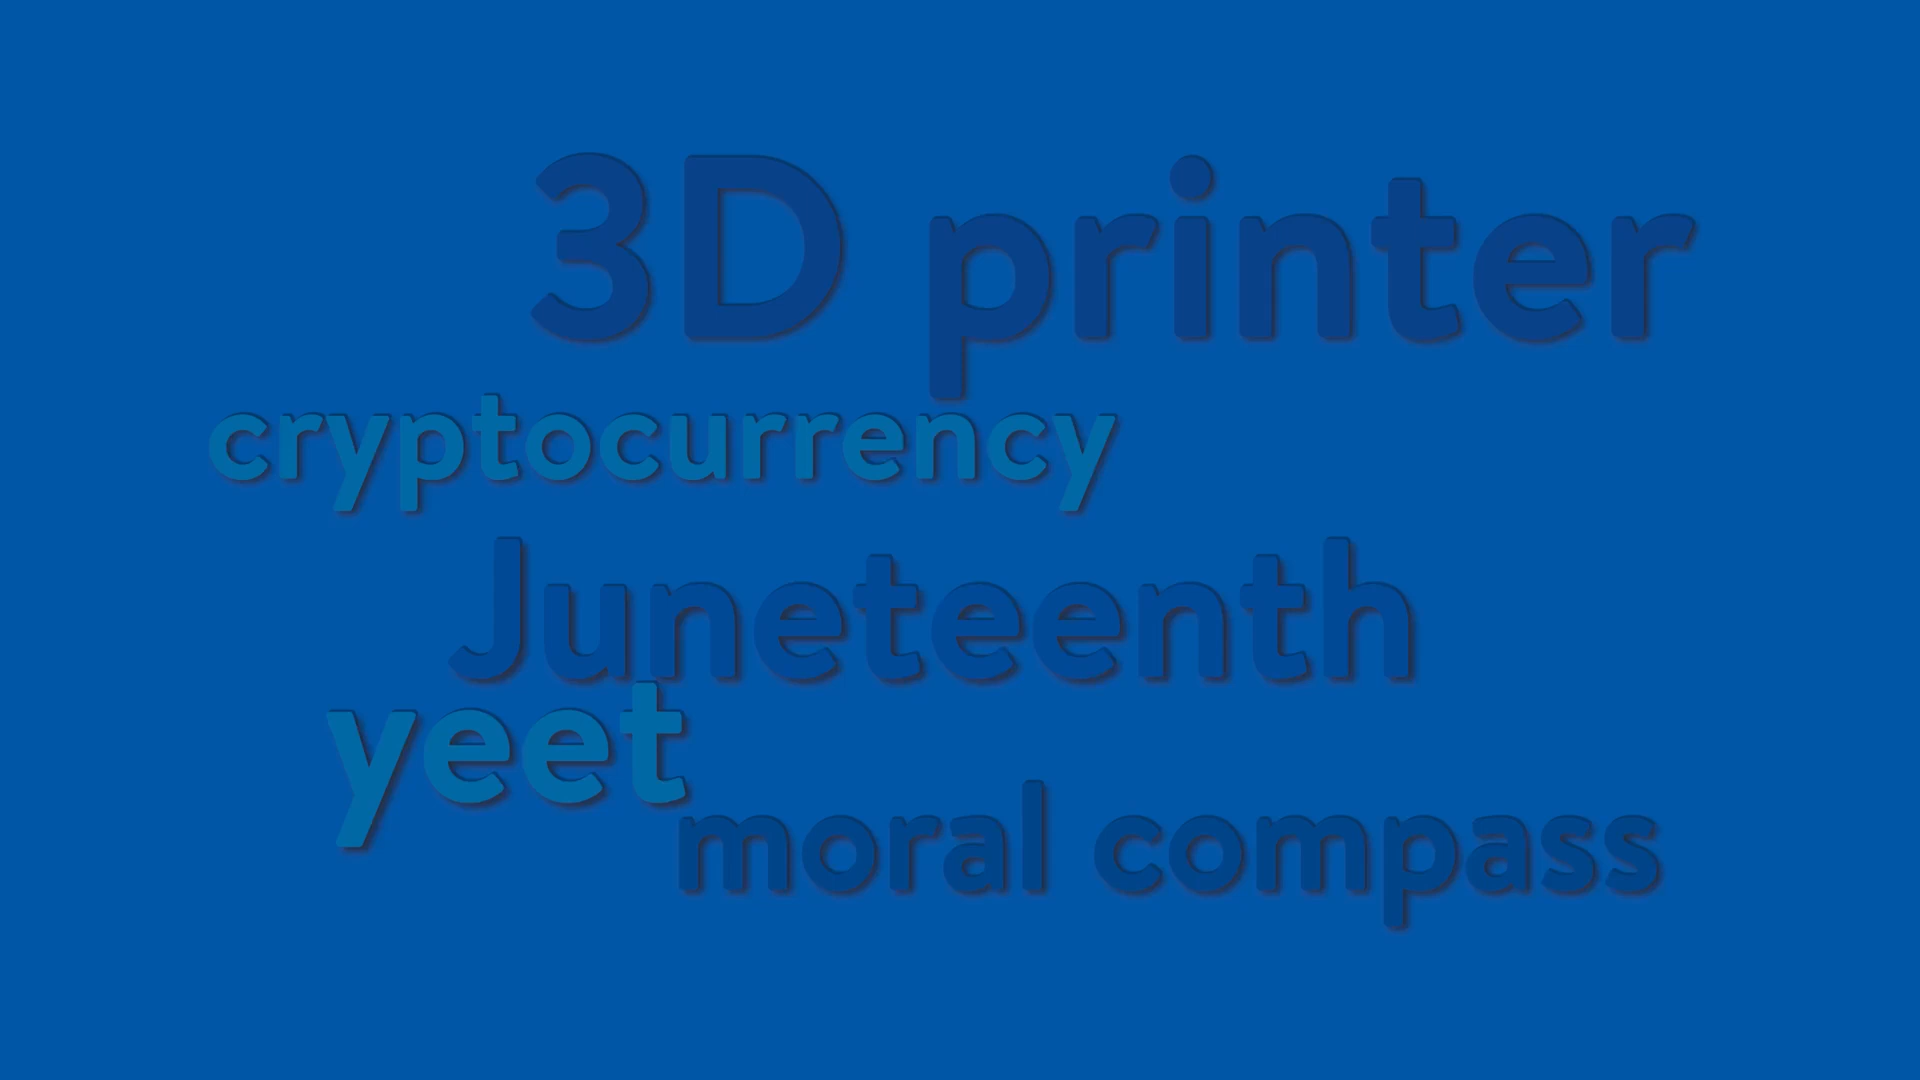 3D printer
cryptocurrency
Juneteenth
yeet
moral compass